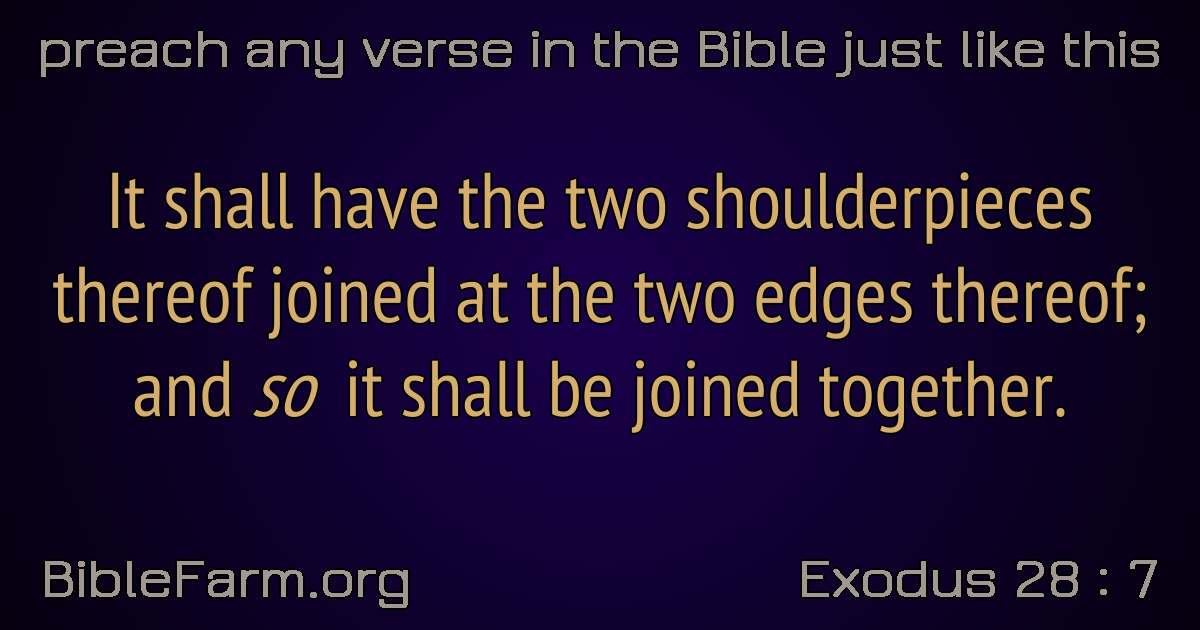 preach any verse in the Bible just like this
It shall have the two shoulderpieces
thereof joined at the two edges thereof;
and so it shall be joined together.
BibleFarm.org
Exodus 28 : 7